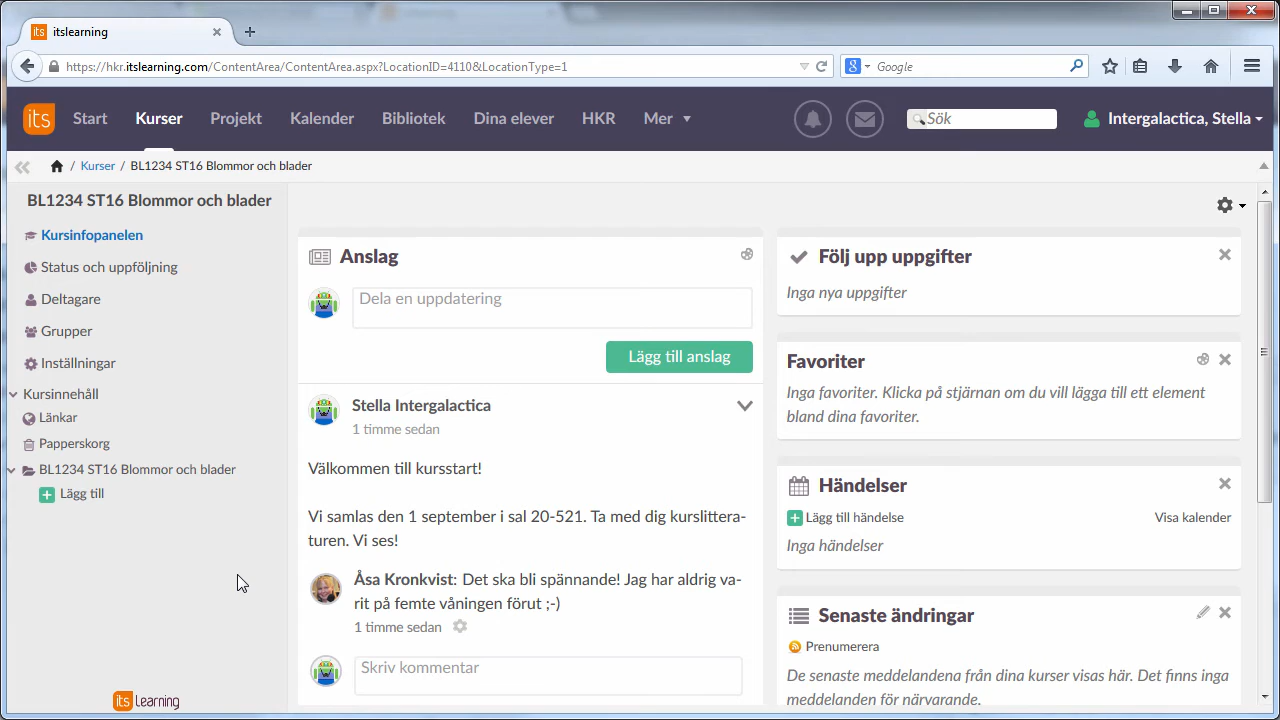 its itslearning
https://hkr.itslearning.com/ContentArea/ContentArea.aspx?LocationID=4110&LocationType=1
8 Google
its Start Kurser Projekt Kalender Bibliotek Dina elever HKR Mer Sök Intergalactica, Stella
/ Kurser / BL1234 ST16 Blommor och blader
BL1234 ST16 Blommor och blader
Kursinfopanelen
Status och uppföljning
Deltagare
Grupper
Inställningar
Kursinnehåll
Länkar
Papperskorg
BL1234 ST16 Blommor och blader
Lägg till
its learning
Anslag
Dela en uppdatering
Lägg till anslag
Stella Intergalactica
1 timme sedan
Välkommen till kursstart!
Vi samlas den 1 september i sal 20-521. Ta med dig kurslittera-
turen. Vi ses!
Åsa Kronkvist: Det ska bli spännande! Jag har aldrig va-
rit på femte våningen förut ;-)
1 timme sedan
Skriv kommentar
Följ upp uppgifter
Inga nya uppgifter
Favoriter
Inga favoriter. Klicka på stjärnan om du vill lägga till ett element
bland dina favoriter.
Händelser
Lägg till händelse Visa kalender
Inga händelser
Senaste ändringar
Prenumerera
De senaste meddelandena från dina kurser visas här. Det finns inga
meddelanden för närvarande.